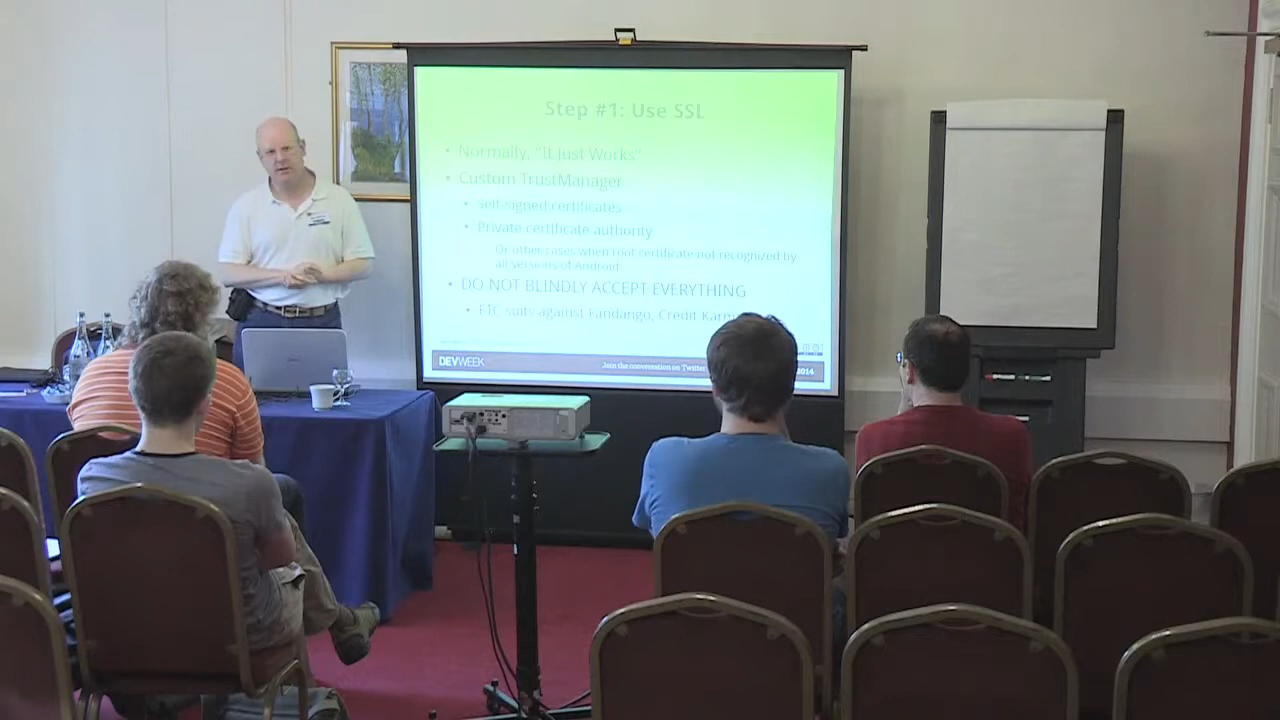 Step #1: Use SSL
• Normally, "It Just Works"
• Custom TrustManager
• Self-signed certificates
• Private certificate authority
Or other cases when root certificate not recognized by
all versions of Android
• DO NOT BLINDLY ACCEPT EVERYTHING
• FTC suits against Fandango, Credit
DEVWEEK
Join the conversation on Twitter
2014